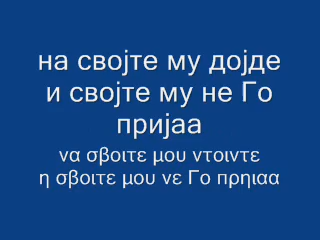 на својте му дојде
и својте му не Го
пријаа
να σβοιτε μου ντοιντε
η σβοιτε μου νε Γο πρηιαα